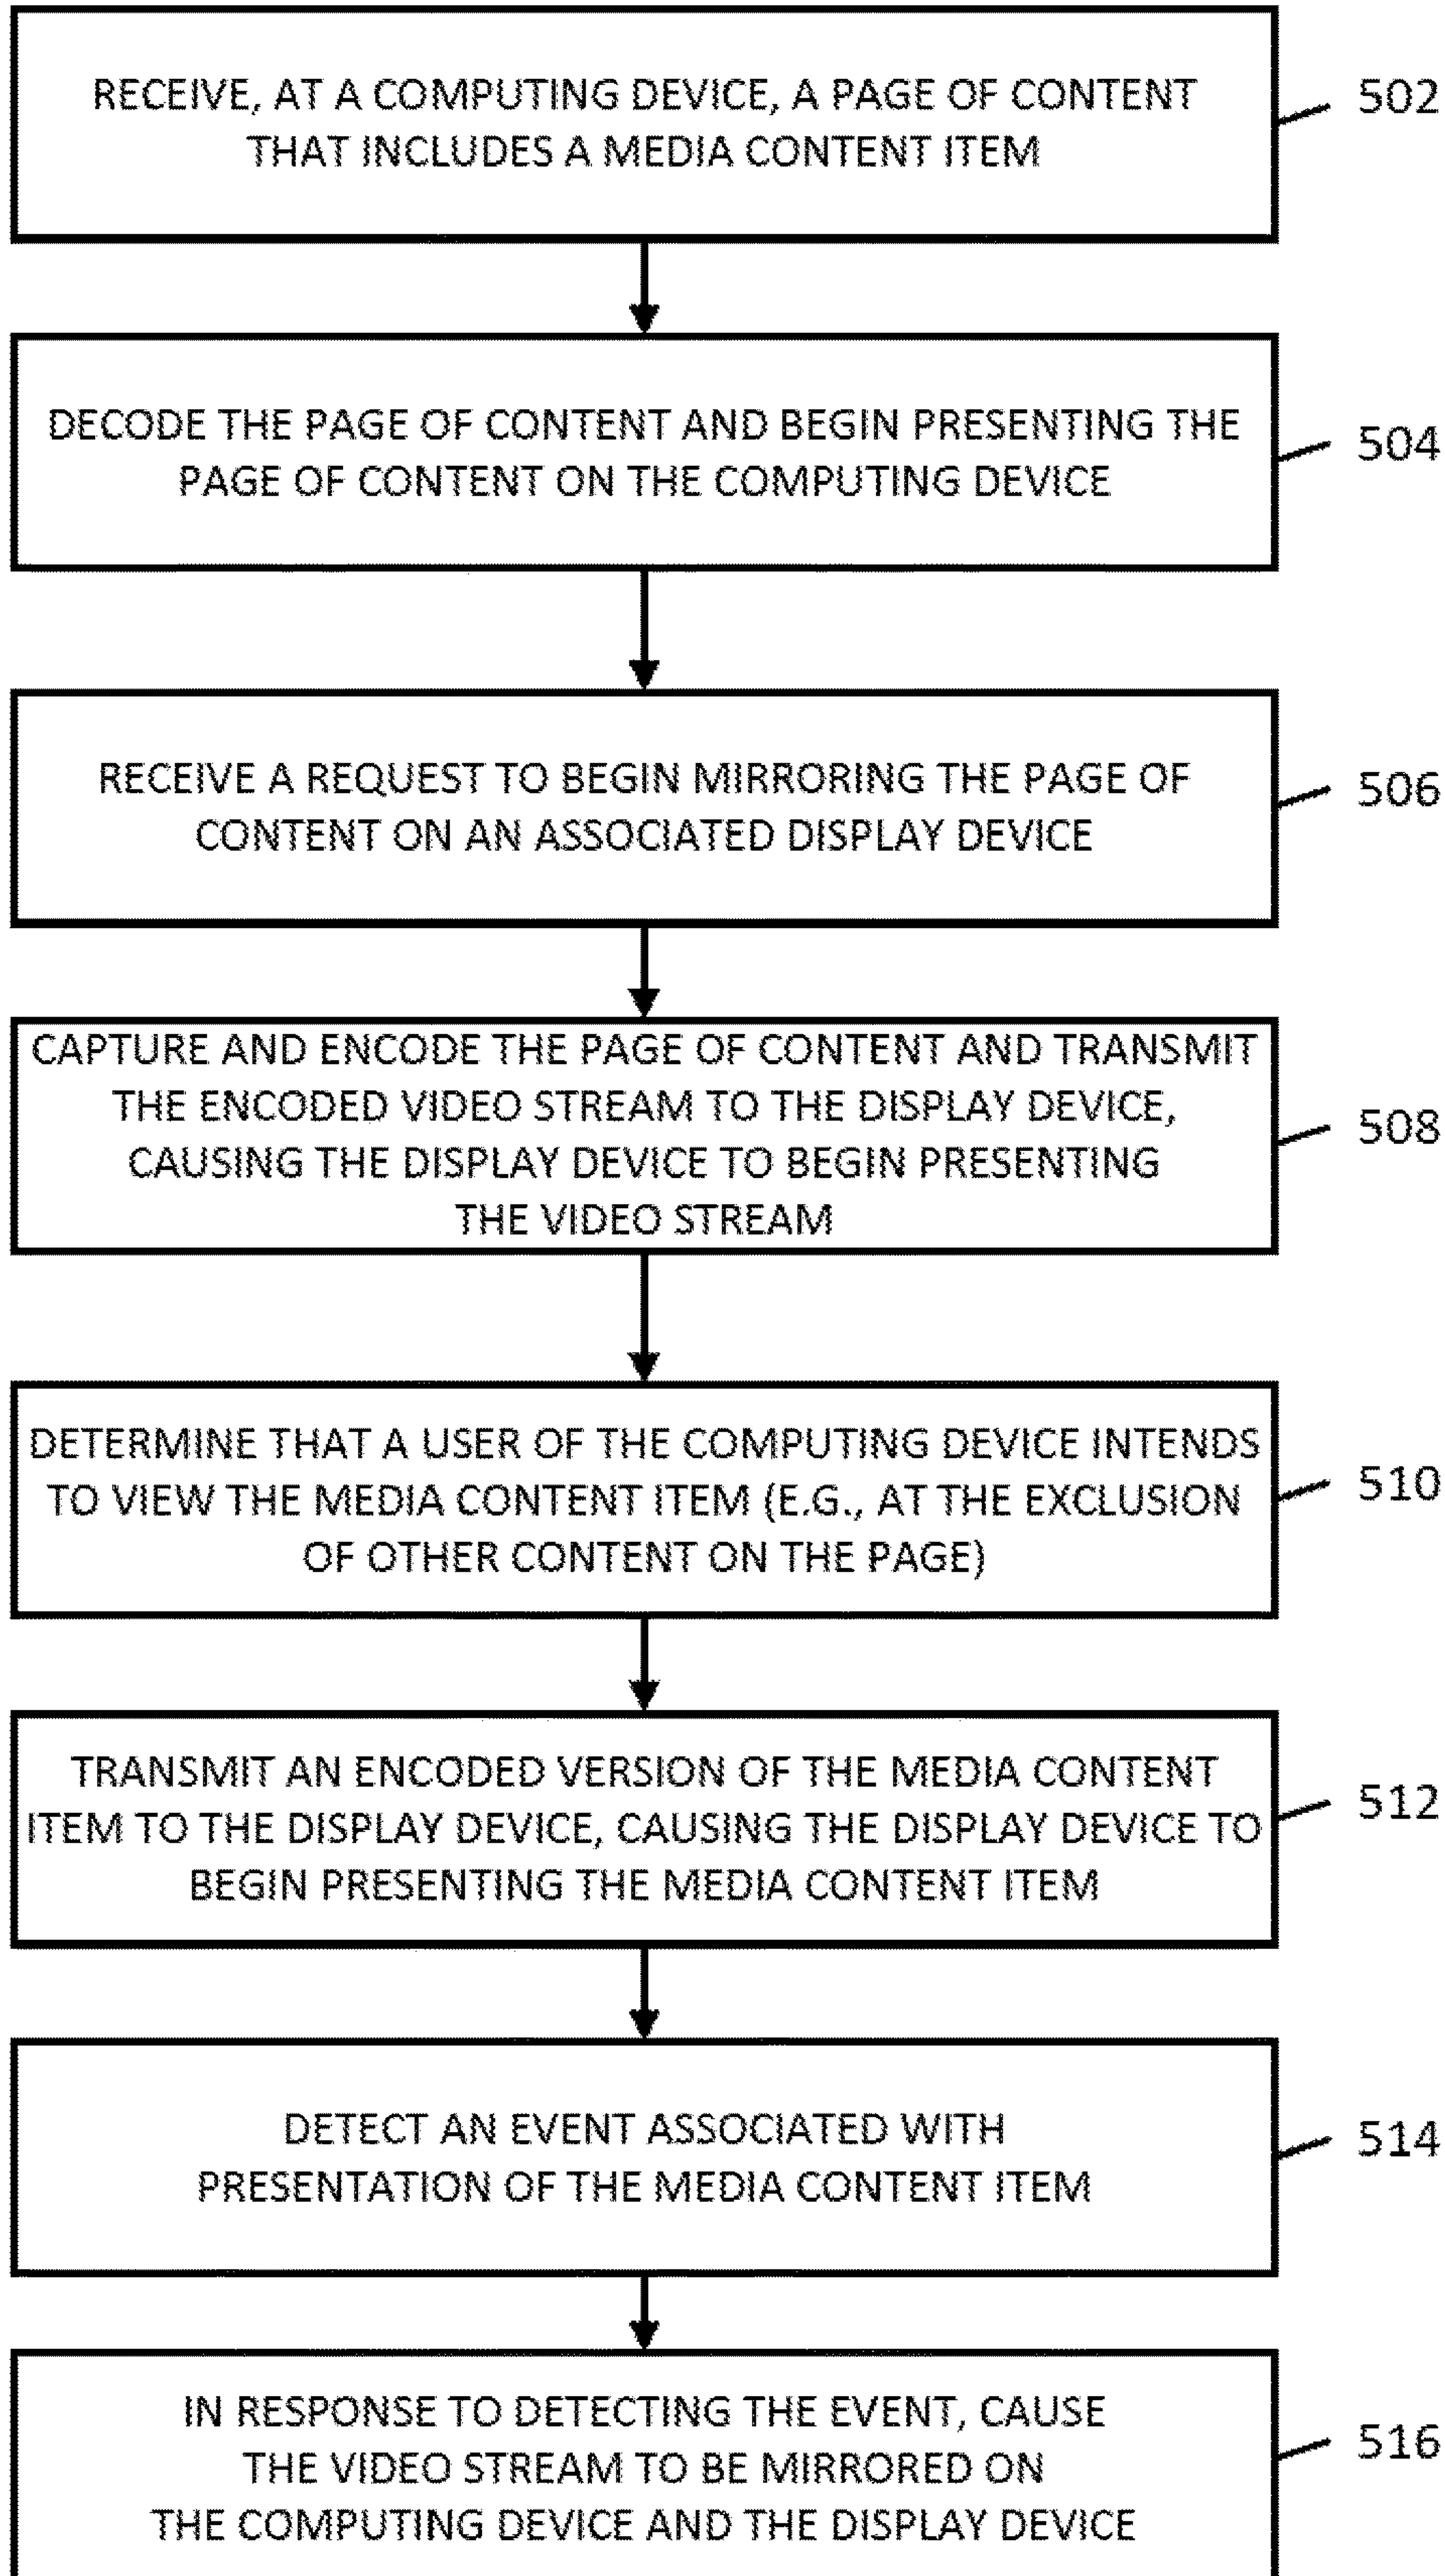 RECEIVE, AT A COMPUTING DEVICE, A PAGE OF CONTENT
THAT INCLUDES A MEDIA CONTENT ITEM
502
DECODE THE PAGE OF CONTENT AND BEGIN PRESENTING THE
PAGE OF CONTENT ON THE COMPUTING DEVICE
504
RECEIVE A REQUEST TO BEGIN MIRRORING THE PAGE OF
CONTENT ON AN ASSOCIATED DISPLAY DEVICE
506
CAPTURE AND ENCODE THE PAGE OF CONTENT AND TRANSMIT
THE ENCODED VIDEO STREAM TO THE DISPLAY DEVICE,
CAUSING THE DISPLAY DEVICE TO BEGIN PRESENTING
THE VIDEO STREAM
508
DETERMINE THAT A USER OF THE COMPUTING DEVICE INTENDS
TO VIEW THE MEDIA CONTENT ITEM (E.G., AT THE EXCLUSION
OF OTHER CONTENT ON THE PAGE)
510
TRANSMIT AN ENCODED VERSION OF THE MEDIA CONTENT
ITEM TO THE DISPLAY DEVICE, CAUSING THE DISPLAY DEVICE TO
BEGIN PRESENTING THE MEDIA CONTENT ITEM
512
DETECT AN EVENT ASSOCIATED WITH
PRESENTATION OF THE MEDIA CONTENT ITEM
514
IN RESPONSE TO DETECTING THE EVENT, CAUSE
THE VIDEO STREAM TO BE MIRRORED ON
THE COMPUTING DEVICE AND THE DISPLAY DEVICE
516